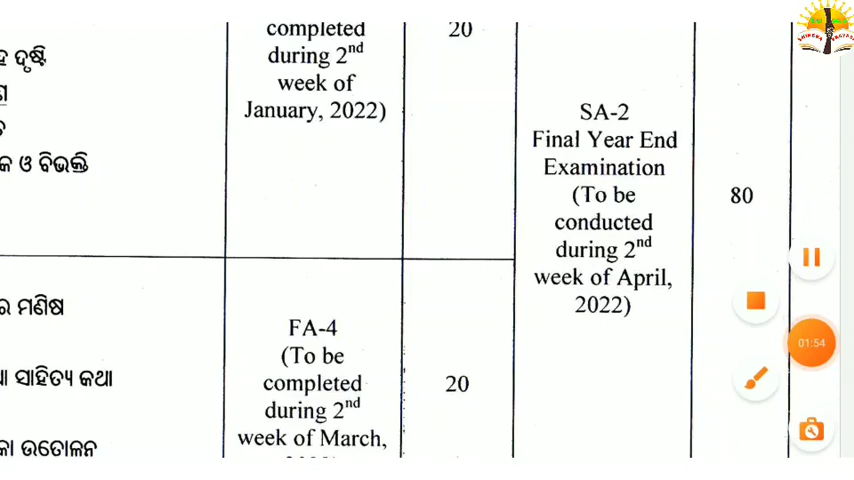 ହ ଦୃଷ୍ଟି
କ ଓ ବିଭକ୍ତି
ର ମଣିଷ
ଥା ସାହିତ୍ୟ କଥା
କା ଉତୋଳନ
completed
during 2nd
week of
January, 2022)
20
FA-4
(To be
completed
during 2nd
week of March,
20
SA-2
Final Year End
Examination
(To be
conducted
during 2nd
week of April,
2022)
80
01:54